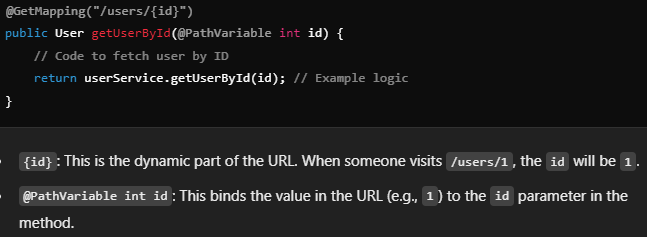 @GetMapping("/users/{id}")
public User getUserById(@PathVariable int id) {
    // Code to fetch user by ID
    return userService.getUserById(id); // Example logic
}
• {id}: This is the dynamic part of the URL. When someone visits /users/1, the id will be 1.
• @PathVariable int id: This binds the value in the URL (e.g., 1) to the id parameter in the
method.